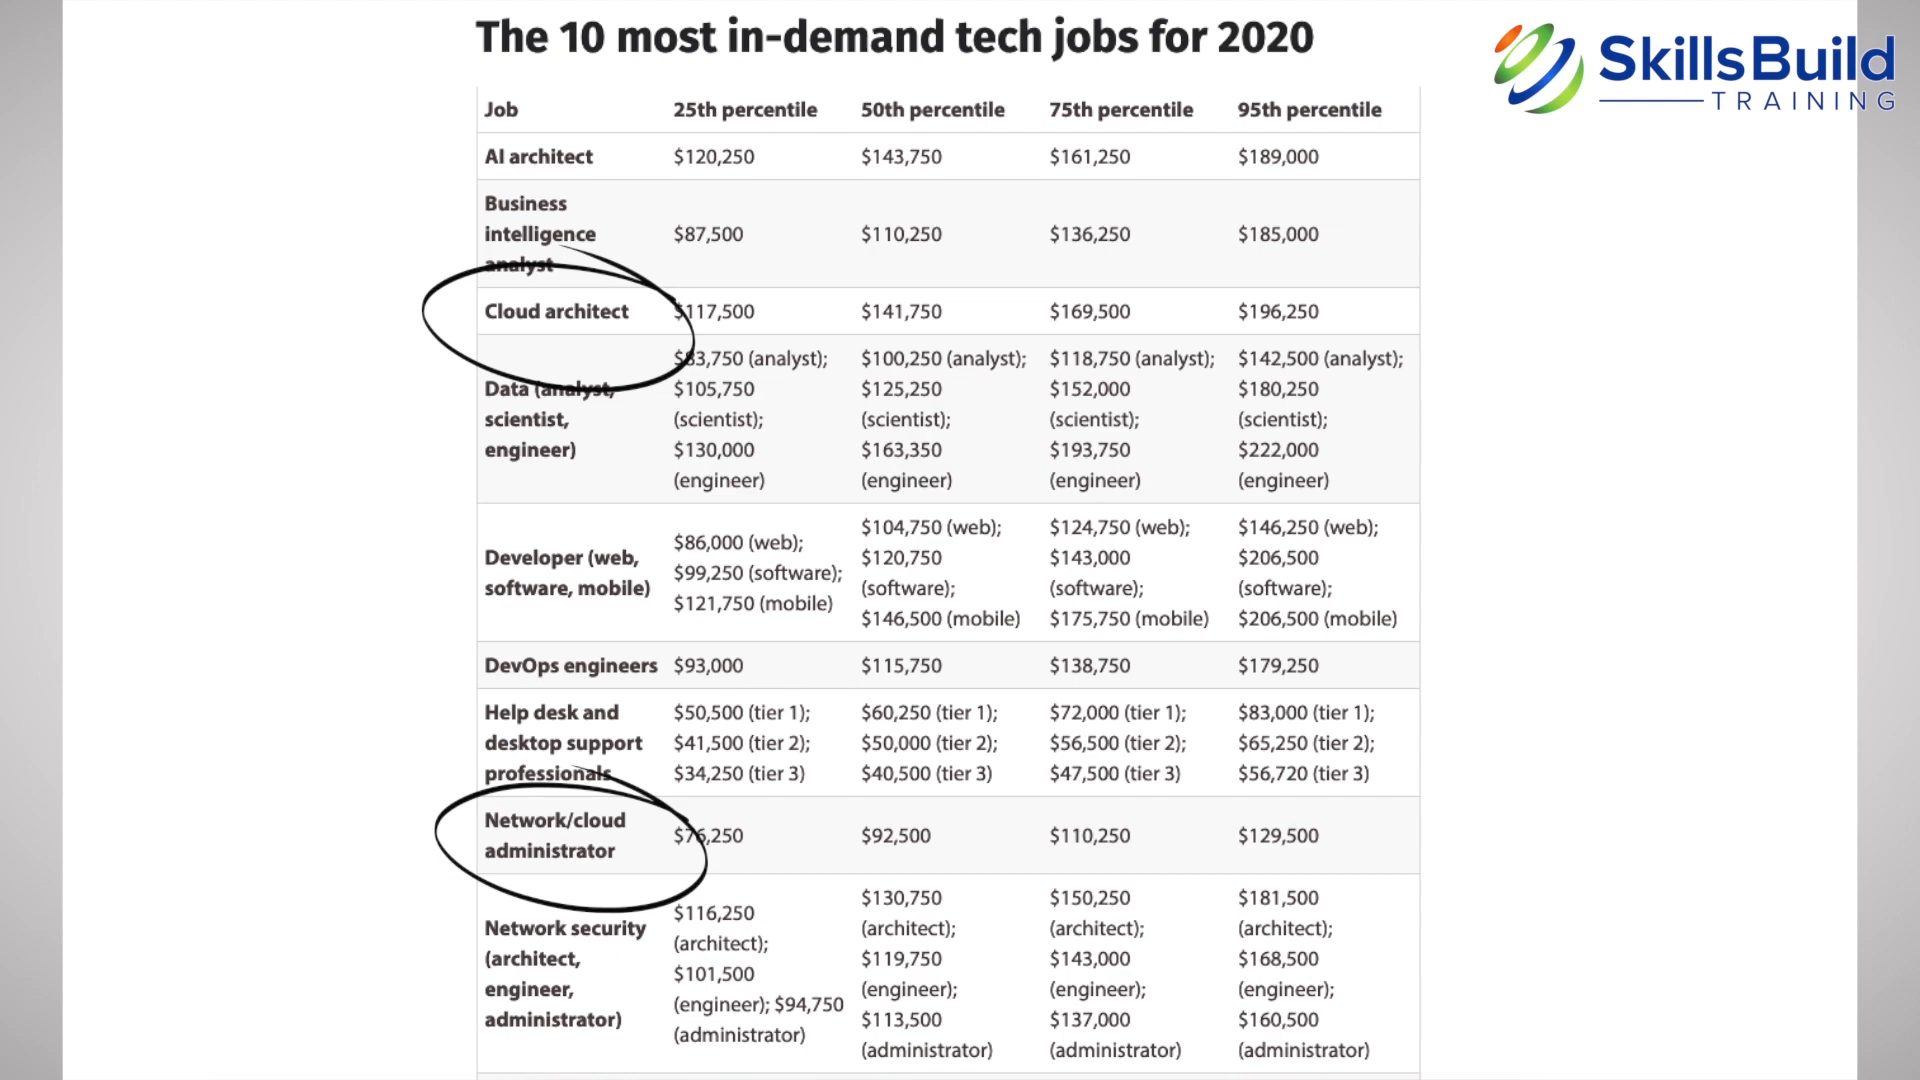 The 10 most in-demand tech jobs for 2020
SkillsBuild
TRAINING
Job 25th percentile 50th percentile 75th percentile 95th percentile
AI architect $120,250 $143,750 $161,250 $189,000
Business
intelligence $87,500 $110,250 $136,250 $185,000
analyst
Cloud architect $117,500 $141,750 $169,500 $196,250
$83,750 (analyst); $100,250 (analyst); $118,750 (analyst); $142,500 (analyst);
Data (analyst, $105,750 $125,250 $152,000 $180,250
scientist, (scientist); (scientist); (scientist); (scientist);
engineer) $130,000 $163,350 $193,750 $222,000
(engineer) (engineer) (engineer) (engineer)
Developer (web,
software, mobile)
$86,000 (web);
$99,250 (software);
$121,750 (mobile)
$104,750 (web);
$120,750
(software);
$146,500 (mobile)
$124,750 (web);
$143,000
(software);
$175,750 (mobile)
$146,250 (web);
$206,500
(software);
$206,500 (mobile)
DevOps engineers $93,000 $115,750 $138,750 $179,250
Help desk and $50,500 (tier 1); $60,250 (tier 1); $72,000 (tier 1); $83,000 (tier 1);
desktop support $41,500 (tier 2); $50,000 (tier 2); $56,500 (tier 2); $65,250 (tier 2);
professionals $34,250 (tier 3) $40,500 (tier 3) $47,500 (tier 3) $56,720 (tier 3)
Network/cloud
administrator
$76,250 $92,500 $110,250 $129,500
Network security
(architect,
engineer,
administrator)
$116,250
(architect);
$101,500
(engineer); $94,750
(administrator)
$130,750
(architect);
$119,750
(engineer);
$113,500
(administrator)
$150,250
(architect);
$143,000
(engineer);
$137,000
(administrator)
$181,500
(architect);
$168,500
(engineer);
$160,500
(administrator)